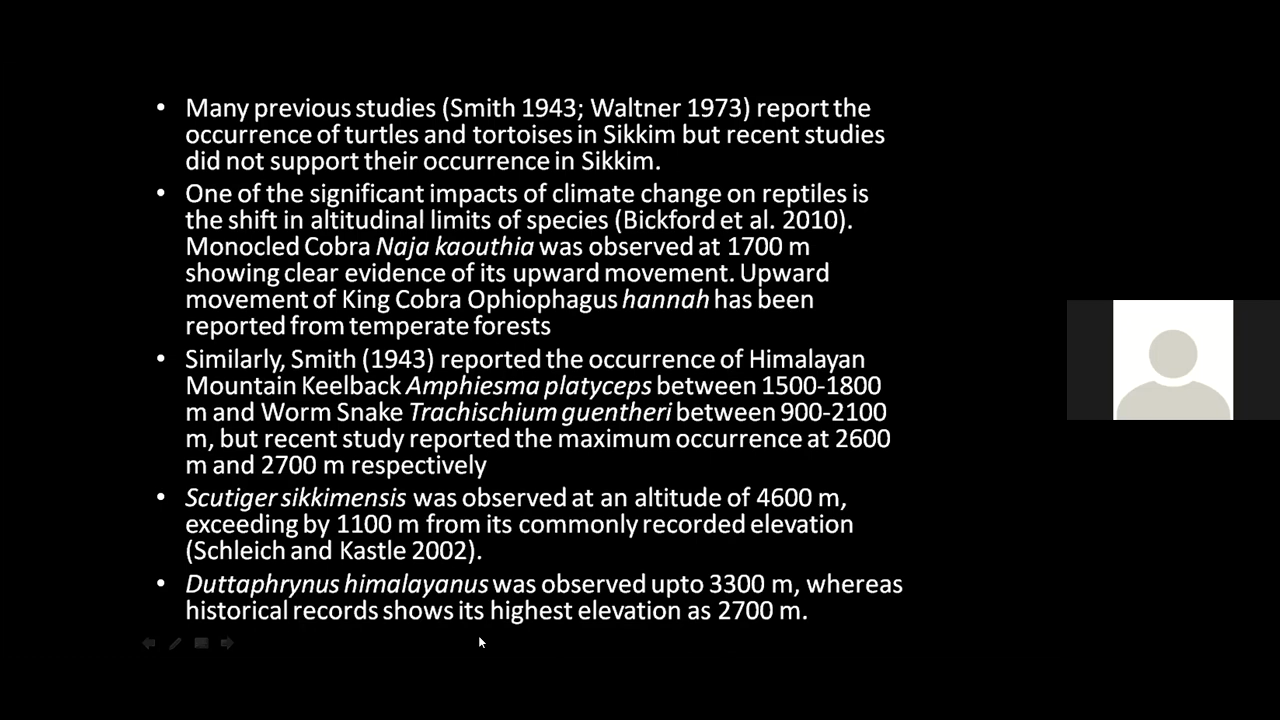 • Many previous studies (Smith 1943; Waltner 1973) report the
occurrence of turtles and tortoises in Sikkim but recent studies
did not support their occurrence in Sikkim.
• One of the significant impacts of climate change on reptiles is
the shift in altitudinal limits of species (Bickford et al. 2010).
Monocled Cobra Naja kaouthia was observed at 1700 m
showing clear evidence of its upward movement. Upward
movement of King Cobra Ophiophagus hannah has been
reported from temperate forests
• Similarly, Smith (1943) reported the occurrence of Himalayan
Mountain Keelback Amphiesma platyceps between 1500-1800
m and Worm Snake Trachischium guentheri between 900-2100
m, but recent study reported the maximum occurrence at 2600
m and 2700 m respectively
• Scutiger sikkimensis was observed at an altitude of 4600 m,
exceeding by 1100 m from its commonly recorded elevation
(Schleich and Kastle 2002).
• Duttaphrynus himalayanus was observed upto 3300 m, whereas
historical records shows its highest elevation as 2700 m.